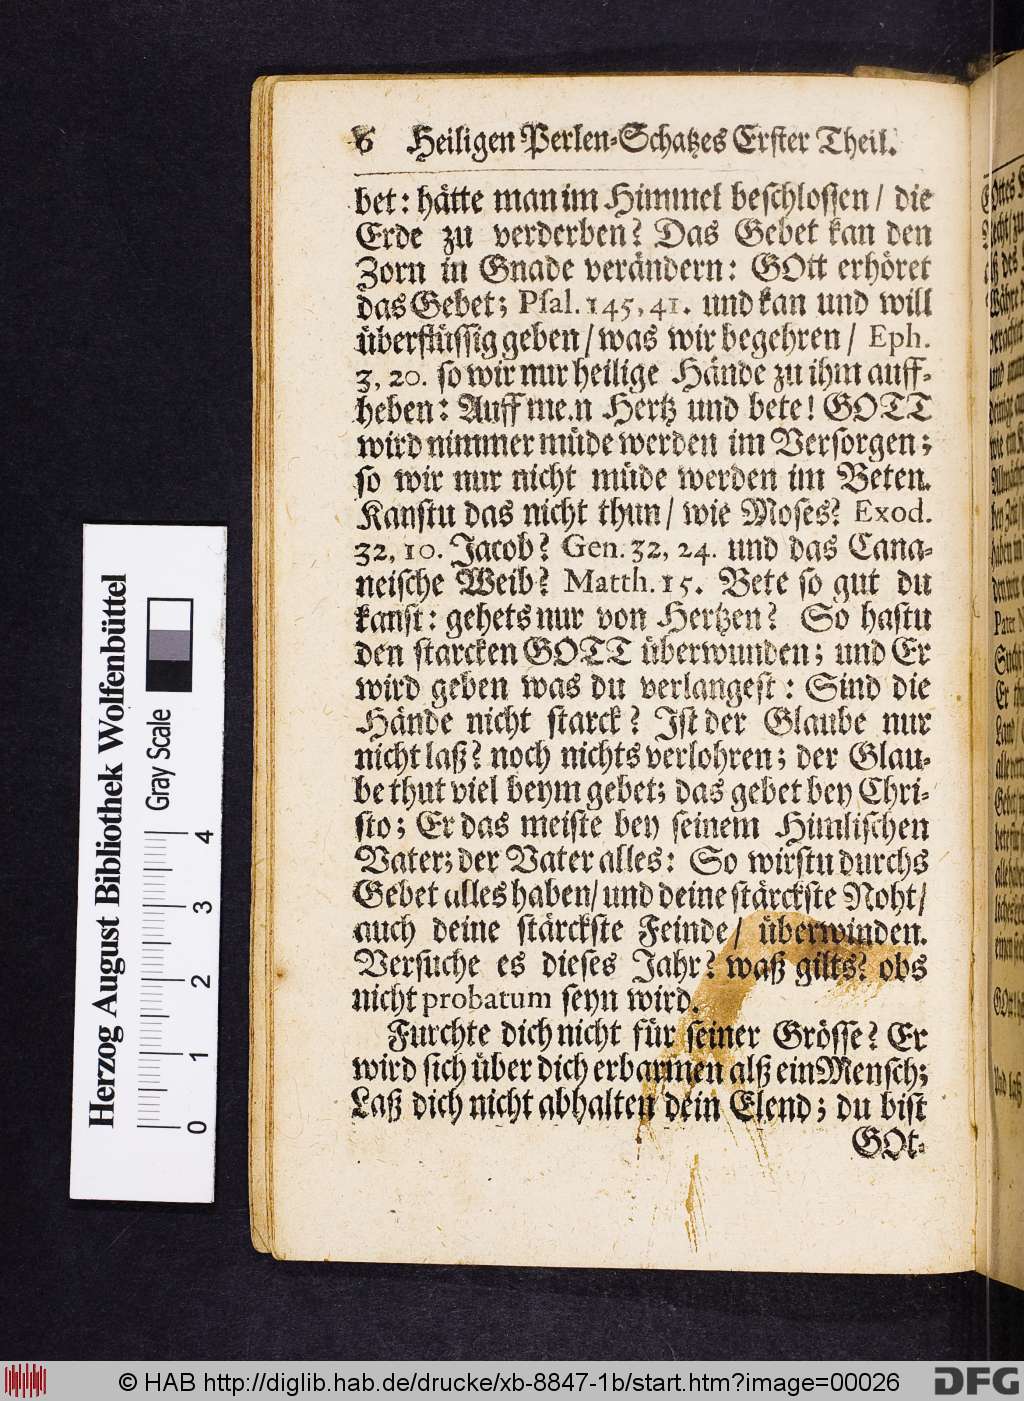 6 Heiligen Perlen-Schatzes Erster Theil.
bet: hätte man im Himmel beschlossen / die
Erde zu verderben? Das Gebet kan den
Zorn in Gnade verändern: GOtt erhöret
das Gebet; Psal. 145, 41. und kan und will
überflüssig geben / was wir begehren / Eph.
3, 20. so wir nur heilige Hände zu ihm auff-
heben: Auff me.n Hertz und bete! GOTT
wird nimmer müde werden im Versorgen;
so wir nur nicht müde werden im Beten.
Kanstu das nicht thun / wie Moses? Exod.
32, 10. Jacob? Gen. 32, 24. und das Cana-
neische Weib? Matth. 15. Bete so gut du
kanst: gehets nur von Hertzen? So hastu
den starcken GOTT überwunden; und Er
wird geben was du verlangest: Sind die
Hände nicht starck? Ist der Glaube nur
nicht laß? noch nichts verlohren; der Glau-
be thut viel beym gebet; das gebet bey Chri-
sto; Er das meiste bey seinem Himlischen
Vater; der Vater alles: So wirstu durchs
Gebet alles haben / und deine stärckste Noht /
auch deine stärckste Feinde / überwinden.
Versuche es dieses Jahr? waß gilts? obs
nicht probatum seyn wird.
Furchte dich nicht für seiner Grösse? Er
wird sich über dich erbarmen alß ein Mensch;
Laß dich nicht abhalten dein Elend; du bist
GOt-
Herzog August Bibliothek Wolfenbüttel
Gray Scale
0 1 2 3 4
© HAB http://diglib.hab.de/drucke/xb-8847-1b/start.htm?image=00026
DFG